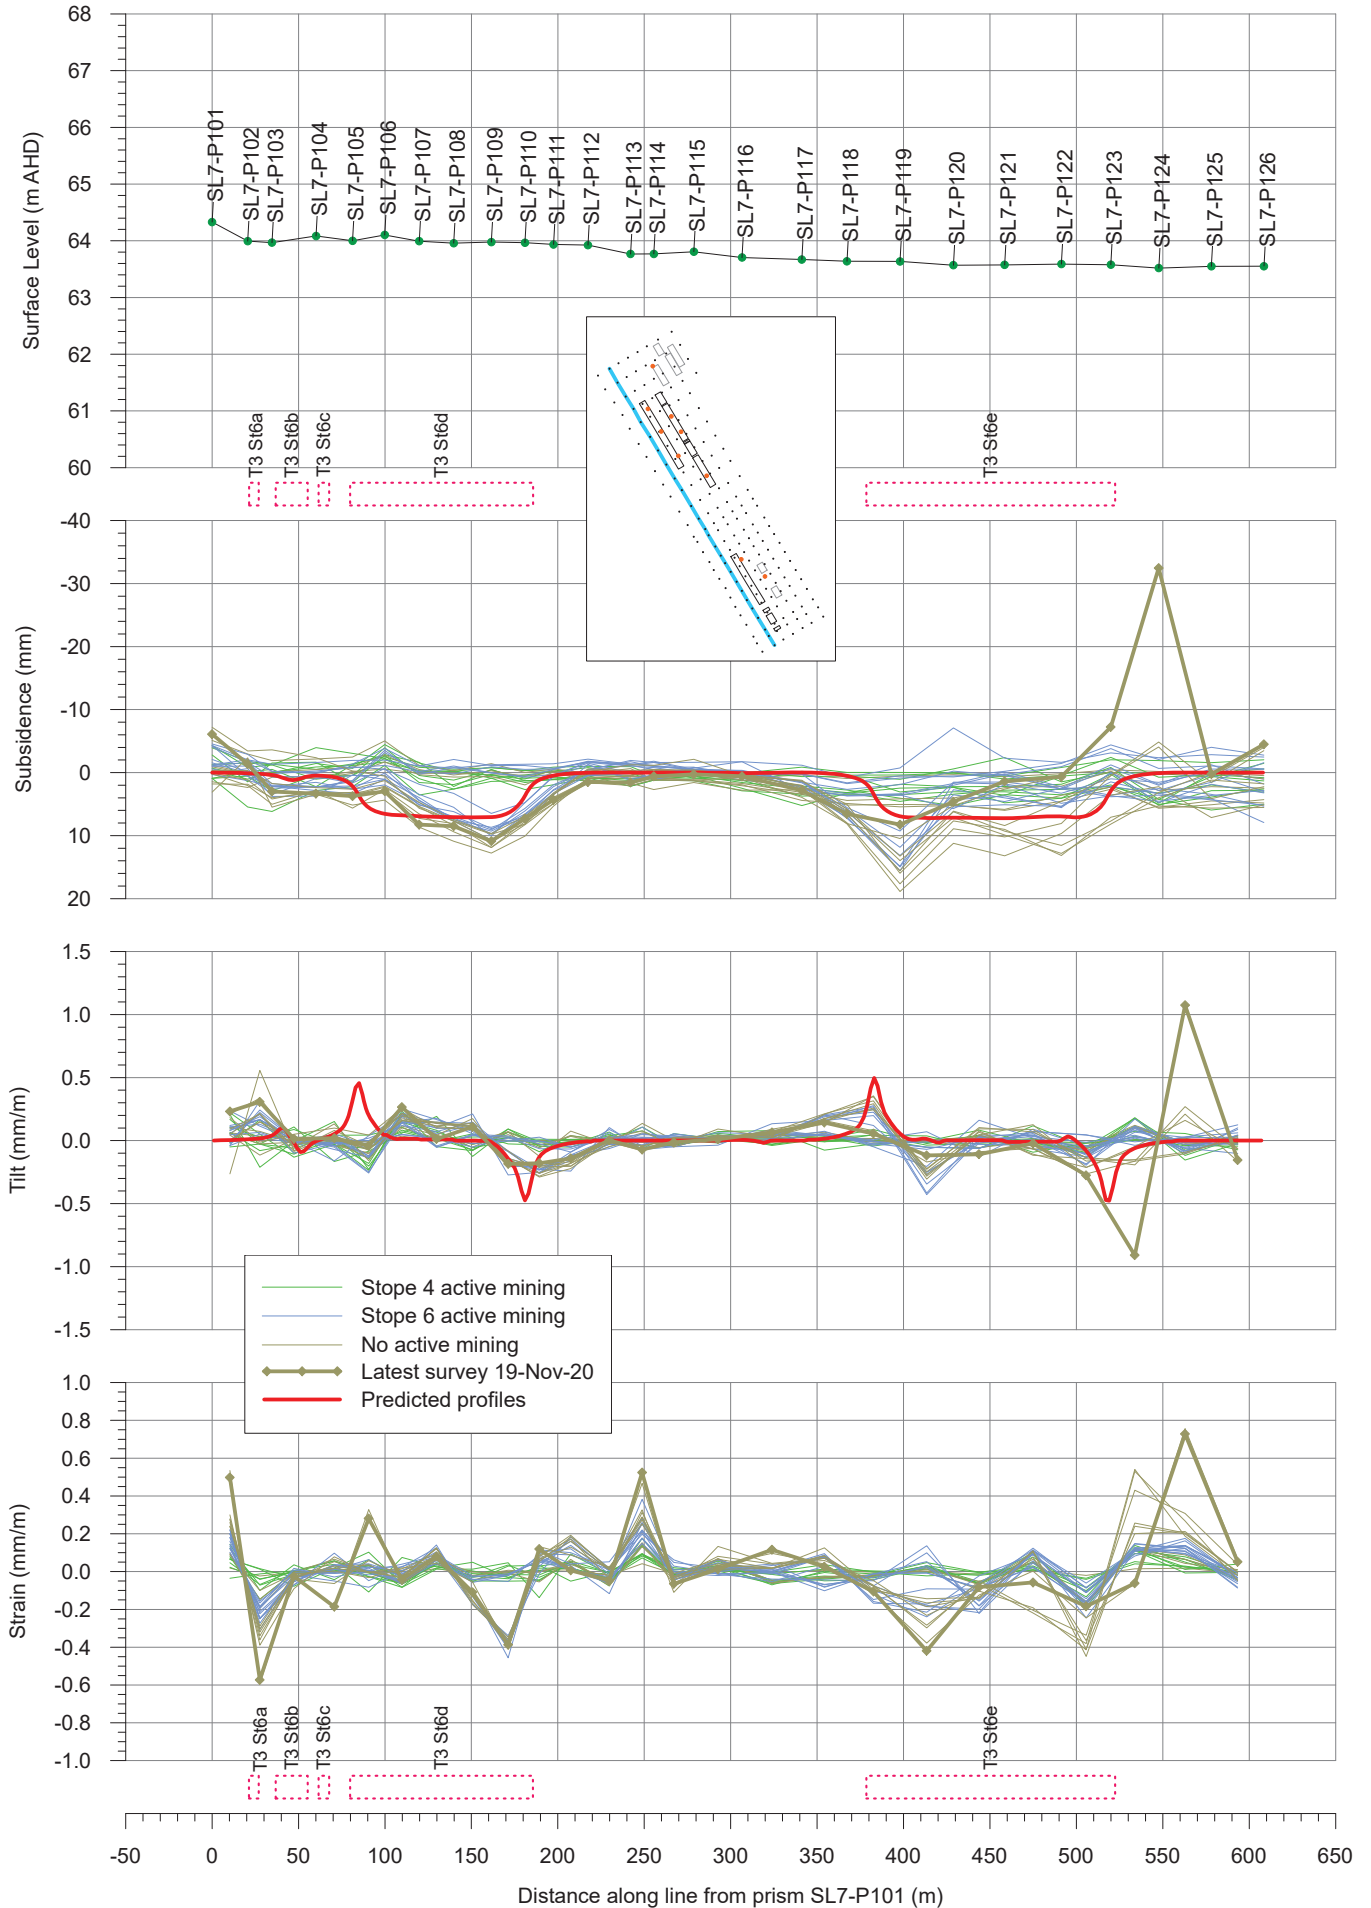 68
67
66
65
64
63
62
61
60
Surface Level (m AHD)
SL7-P101
SL7-P102
SL7-P103
SL7-P104
SL7-P105
SL7-P106
SL7-P107
SL7-P108
SL7-P109
SL7-P110
SL7-P111
SL7-P112
SL7-P113
SL7-P114
SL7-P115
SL7-P116
SL7-P117
SL7-P118
SL7-P119
SL7-P120
SL7-P121
SL7-P122
SL7-P123
SL7-P124
SL7-P125
SL7-P126
T3 St6a
T3 St6b
T3 St6c
T3 St6d
T3 St6e
-40
-30
-20
-10
0
10
20
Subsidence (mm)
1.5
1.0
0.5
0.0
-0.5
-1.0
-1.5
Tilt (mm/m)
Stope 4 active mining
Stope 6 active mining
No active mining
Latest survey 19-Nov-20
Predicted profiles
1.0
0.8
0.6
0.4
0.2
0.0
-0.2
-0.4
-0.6
-0.8
-1.0
Strain (mm/m)
T3 St6a
T3 St6b
T3 St6c
T3 St6d
T3 St6e
-50 0 50 100 150 200 250 300 350 400 450 500 550 600 650
Distance along line from prism SL7-P101 (m)